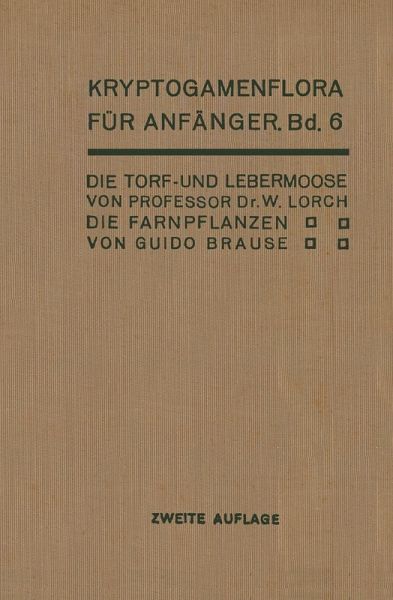 KRYPTOGAMENFLORA
FÜR ANFÄNGER. Bd. 6
DIE TORF-UND LEBERMOOSE
VON PROFESSOR Dr. W. LORCH
DIE FARNPFLANZEN
VON GUIDO BRAUSE
ZWEITE AUFLAGE